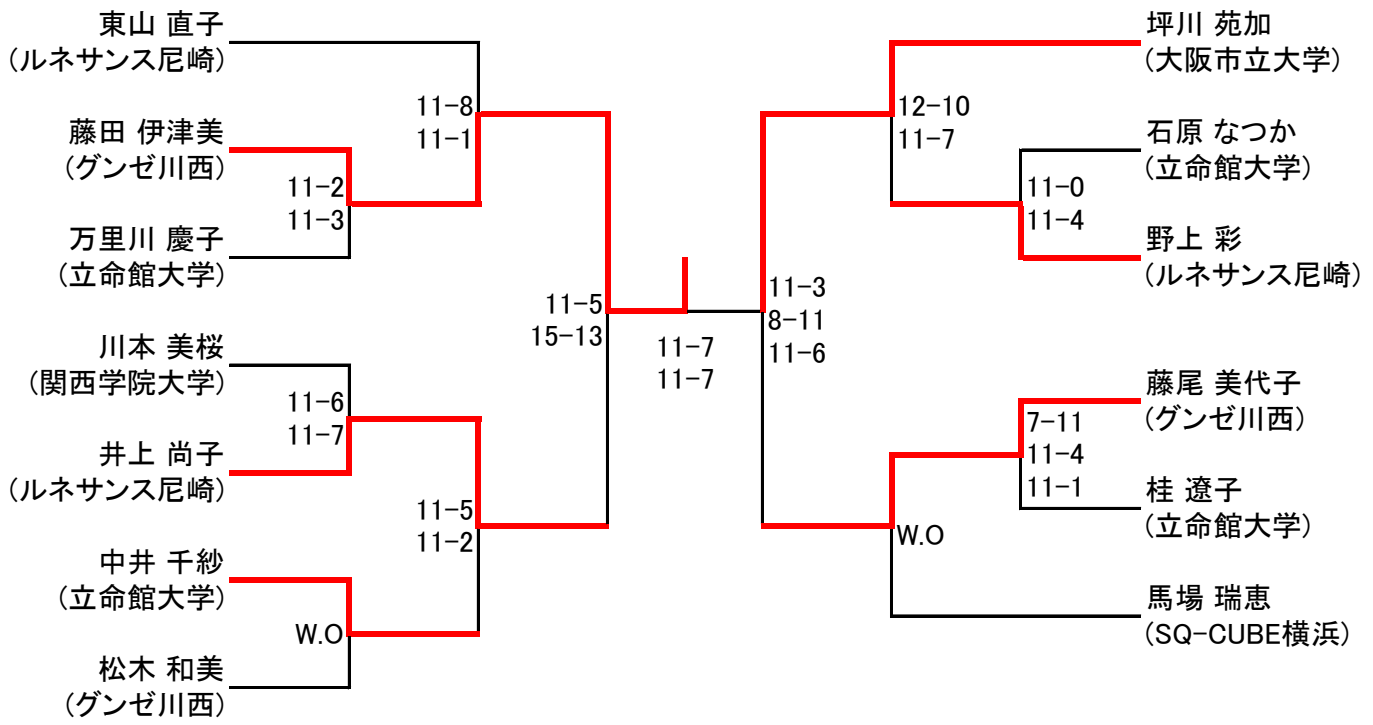 東山 直子
(ルネサンス尼崎)
11-8
11-1
藤田 伊津美
(グンゼ川西)
11-2
11-3
万里川 慶子
(立命館大学)
11-5
15-13
川本 美桜
(関西学院大学)
11-6
11-7
井上 尚子
(ルネサンス尼崎)
11-5
11-2
中井 千紗
(立命館大学)
W.O
松木 和美
(グンゼ川西)
11-7
11-7
坪川 苑加
(大阪市立大学)
12-10
11-7
石原 なつか
(立命館大学)
11-0
11-4
野上 彩
(ルネサンス尼崎)
11-3
8-11
11-6
藤尾 美代子
(グンゼ川西)
7-11
11-4
11-1
桂 遼子
(立命館大学)
W.O
馬場 瑞恵
(SQ-CUBE横浜)